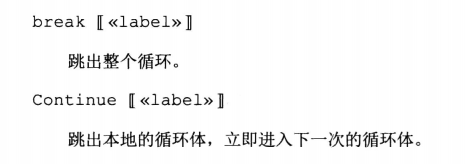 break 〚«label»〛
跳出整个循环。
Continue 〚«label»〛
跳出本地的循环体，立即进入下一次的循环体。